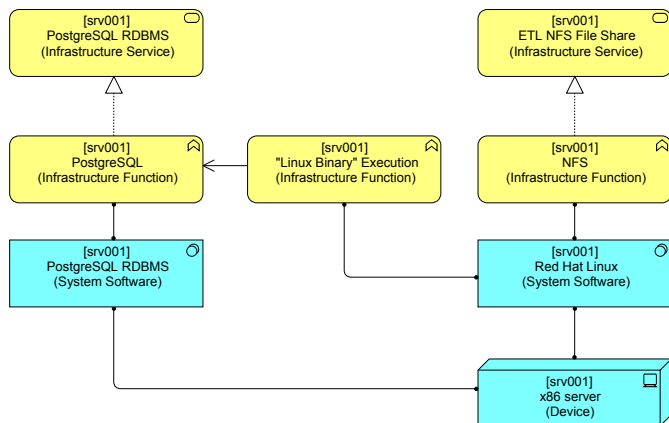 [srv001]
PostgreSQL RDBMS
(Infrastructure Service)
[srv001]
ETL NFS File Share
(Infrastructure Service)
[srv001]
PostgreSQL
(Infrastructure Function)
[srv001]
"Linux Binary" Execution
(Infrastructure Function)
[srv001]
NFS
(Infrastructure Function)
[srv001]
PostgreSQL RDBMS
(System Software)
[srv001]
Red Hat Linux
(System Software)
[srv001]
x86 server
(Device)